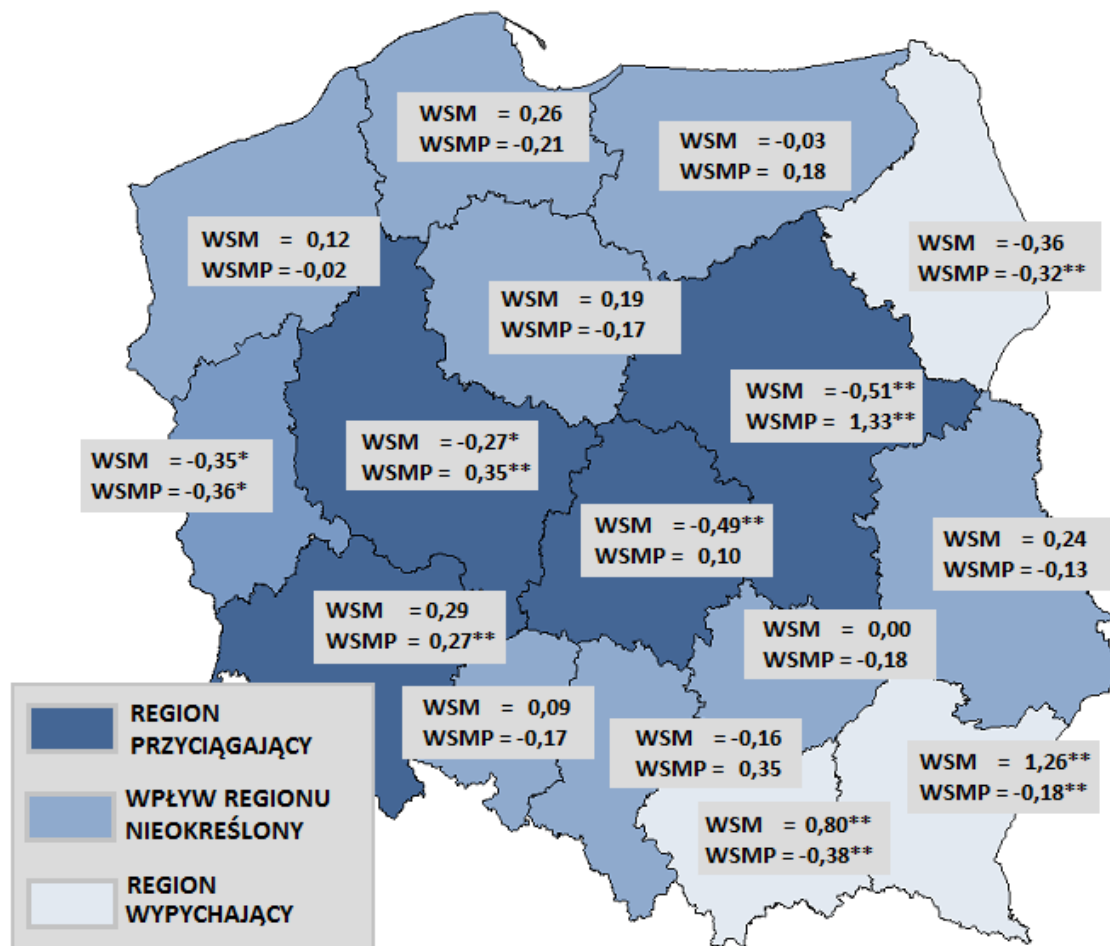 WSM = 0,26
WSMP = -0,21
WSM = -0,03
WSMP = 0,18
WSM = 0,12
WSMP = -0,02
WSM = -0,36
WSMP = -0,32**
WSM = 0,19
WSMP = -0,17
WSM = -0,51**
WSMP = 1,33**
WSM = -0,27*
WSMP = 0,35**
WSM = -0,35*
WSMP = -0,36*
WSM = -0,49**
WSMP = 0,10
WSM = 0,24
WSMP = -0,13
WSM = 0,29
WSMP = 0,27**
WSM = 0,00
WSMP = -0,18
WSM = 0,09
WSMP = -0,17
WSM = -0,16
WSMP = 0,35
WSM = 1,26**
WSMP = -0,18**
WSM = 0,80**
WSMP = -0,38**
REGION
PRZYCIĄGAJĄCY
WPŁYW REGIONU
NIEOKREŚLONY
REGION
WYPYCHAJĄCY